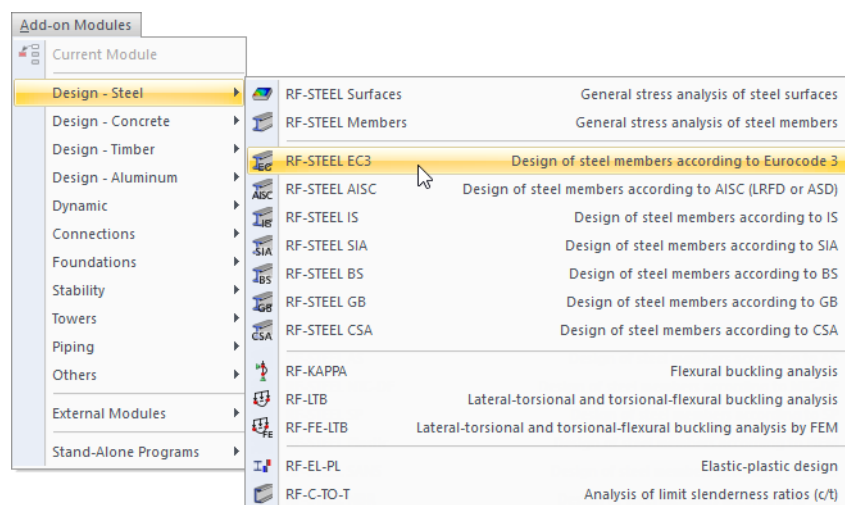 Add-on Modules
Current Module
Design - Steel
Design - Concrete
Design - Timber
Design - Aluminum
Dynamic
Connections
Foundations
Stability
Towers
Piping
Others
External Modules
Stand-Alone Programs
RF-STEEL Surfaces General stress analysis of steel surfaces
RF-STEEL Members General stress analysis of steel members
EC RF-STEEL EC3 Design of steel members according to Eurocode 3
AISC RF-STEEL AISC Design of steel members according to AISC (LRFD or ASD)
IS RF-STEEL IS Design of steel members according to IS
SIA RF-STEEL SIA Design of steel members according to SIA
BS RF-STEEL BS Design of steel members according to BS
GB RF-STEEL GB Design of steel members according to GB
CSA RF-STEEL CSA Design of steel members according to CSA
RF-KAPPA Flexural buckling analysis
RF-LTB Lateral-torsional and torsional-flexural buckling analysis
FE RF-FE-LTB Lateral-torsional and torsional-flexural buckling analysis by FEM
RF-EL-PL Elastic-plastic design
RF-C-TO-T Analysis of limit slenderness ratios (c/t)